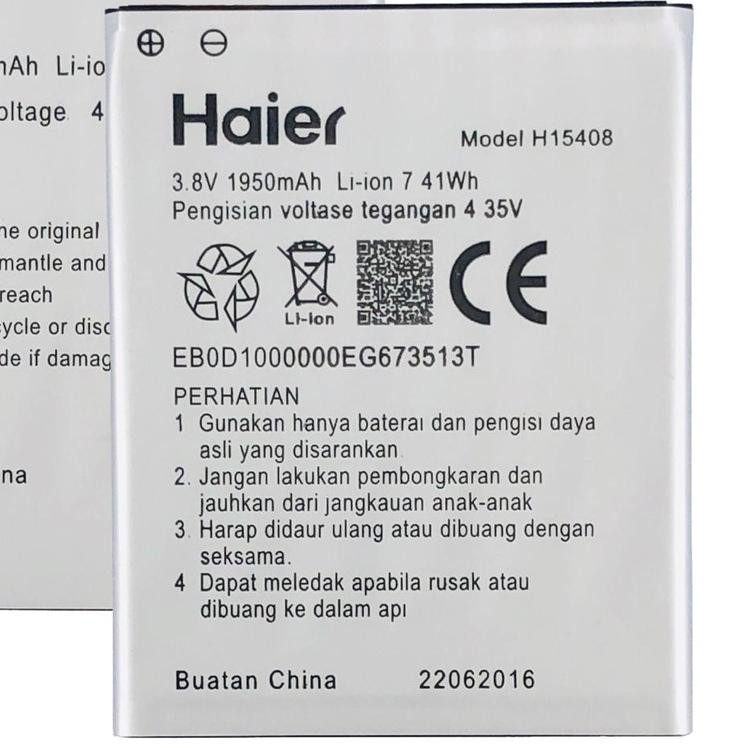 Li-ion
oltage 4
he original
mantle and
reach
cycle or disc
de if damag
na
Haier
Model H15408
3.8V 1950mAh Li-ion 7 41Wh
Pengisian voltase tegangan 4 35V
Li-Ion
CE
EB0D1000000EG673513T
PERHATIAN
1 Gunakan hanya baterai dan pengisi daya
asli yang disarankan
2. Jangan lakukan pembongkaran dan
jauhkan dari jangkauan anak-anak
3. Harap didaur ulang atau dibuang dengan
seksama.
4 Dapat meledak apabila rusak atau
dibuang ke dalam api
Buatan China
22062016